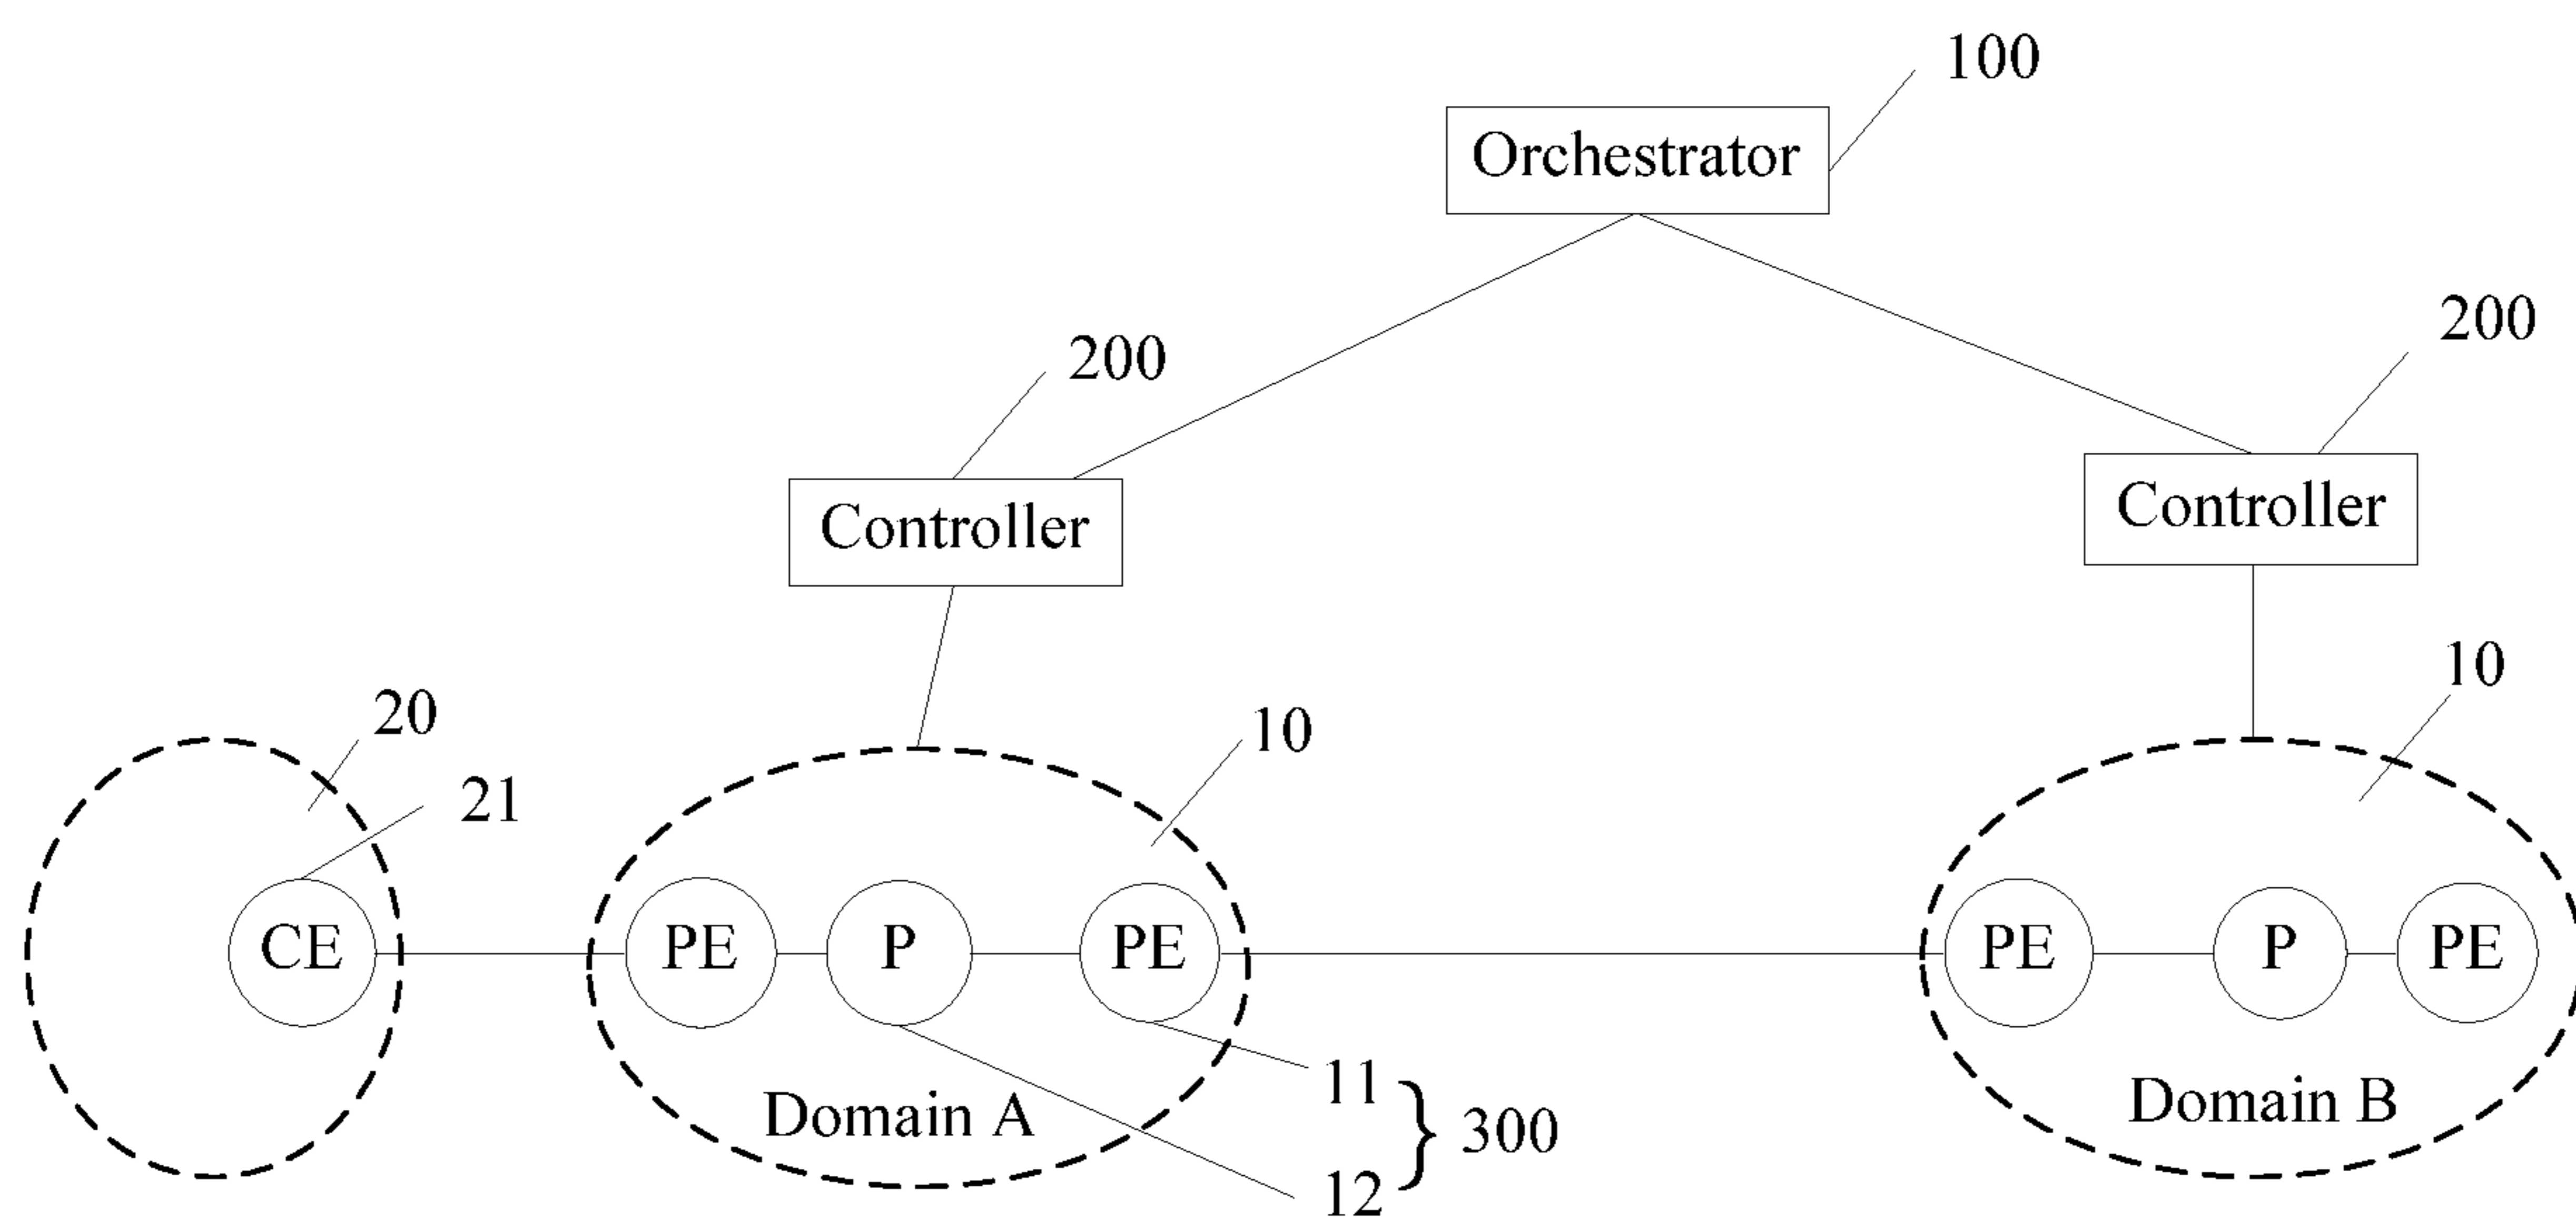 100
Orchestrator
200
200
Controller
Controller
10
20
10
21
CE
PE
P
PE
PE
P
PE
11
Domain A
Domain B
} 300
12